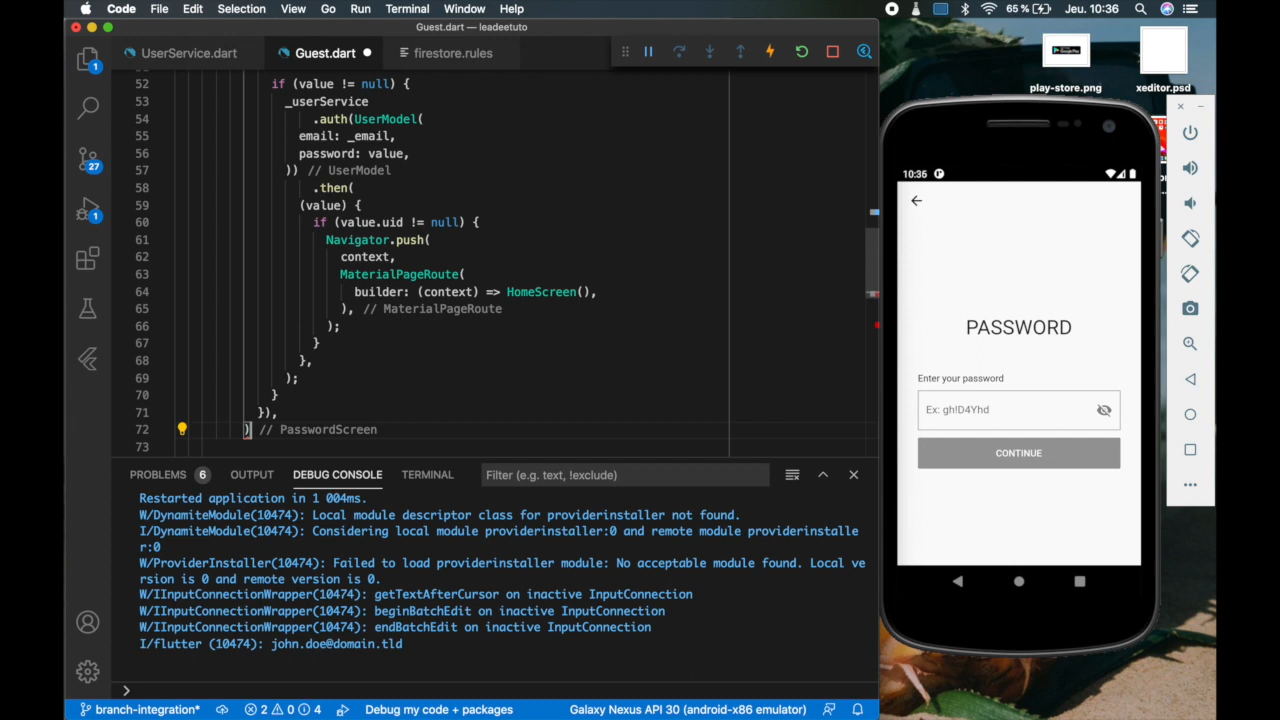 Code File Edit Selection View Go Run Terminal Window Help 65 % Jeu. 10:36
Guest.dart — leadeetuto
UserService.dart Guest.dart firestore.rules
52 if (value != null) {
53 _userService
54 .auth(UserModel(
55 email: _email,
56 password: value,
57 )) // UserModel
58 .then(
59 (value) {
60 if (value.uid != null) {
61 Navigator.push(
62 context,
63 MaterialPageRoute(
64 builder: (context) => HomeScreen(),
65 ), // MaterialPageRoute
66 );
67 }
68 },
69 );
70 }
71 }),
72 ) // PasswordScreen
73
1
27
1
PROBLEMS 6 OUTPUT DEBUG CONSOLE TERMINAL Filter (e.g. text, !exclude)
Restarted application in 1 004ms.
W/DynamiteModule(10474): Local module descriptor class for providerinstaller not found.
I/DynamiteModule(10474): Considering local module providerinstaller:0 and remote module providerinstalle
r:0
W/ProviderInstaller(10474): Failed to load providerinstaller module: No acceptable module found. Local ve
rsion is 0 and remote version is 0.
W/IInputConnectionWrapper(10474): getTextAfterCursor on inactive InputConnection
W/IInputConnectionWrapper(10474): beginBatchEdit on inactive InputConnection
W/IInputConnectionWrapper(10474): endBatchEdit on inactive InputConnection
I/flutter (10474): john.doe@domain.tld
branch-integration* 2 0 4 Debug my code + packages Galaxy Nexus API 30 (android-x86 emulator)
play-store.png xeditor.psd
10:36
PASSWORD
Enter your password
Ex: gh!D4Yhd
CONTINUE